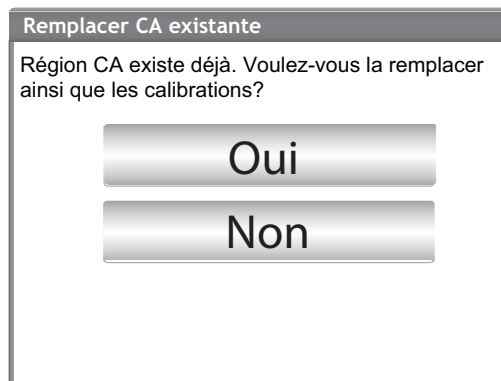 Remplacer CA existante
Région CA existe déjà. Voulez-vous la remplacer
ainsi que les calibrations?
Oui
Non